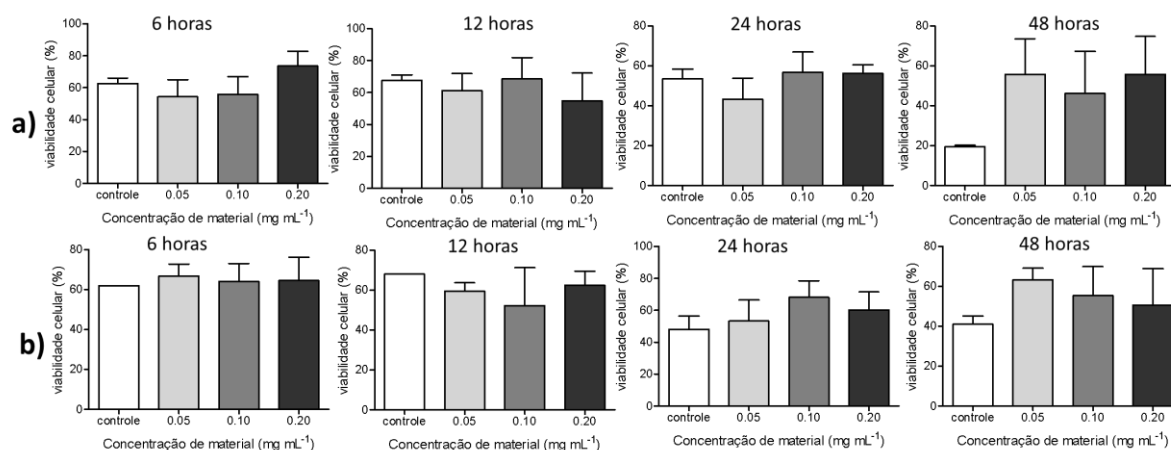 6 horas
12 horas
24 horas
48 horas
a)
viabilidade celular (%)
100
80
60
40
20
0
controle 0.05 0.10 0.20
Concentração de material (mg mL⁻¹)
viabilidade celular (%)
100
80
60
40
20
0
controle 0.05 0.10 0.20
Concentração de material (mg mL⁻¹)
viabilidade celular (%)
80
60
40
20
0
controle 0.05 0.10 0.20
Concentração de material (mg mL⁻¹)
viabilidade celular (%)
80
60
40
20
0
controle 0.05 0.10 0.20
Concentração de material (mg mL⁻¹)
6 horas
12 horas
24 horas
48 horas
b)
viabilidade celular (%)
80
60
40
20
0
controle 0.05 0.10 0.20
Concentração de material (mg mL⁻¹)
viabilidade celular (%)
80
60
40
20
0
controle 0.05 0.10 0.20
Concentração de material (mg mL⁻¹)
viabilidade celular (%)
100
80
60
40
20
0
controle 0.05 0.10 0.20
Concentração de material (mg mL⁻¹)
viabilidade celular (%)
80
60
40
20
0
controle 0.05 0.10 0.20
Concentração de material (mg mL⁻¹)